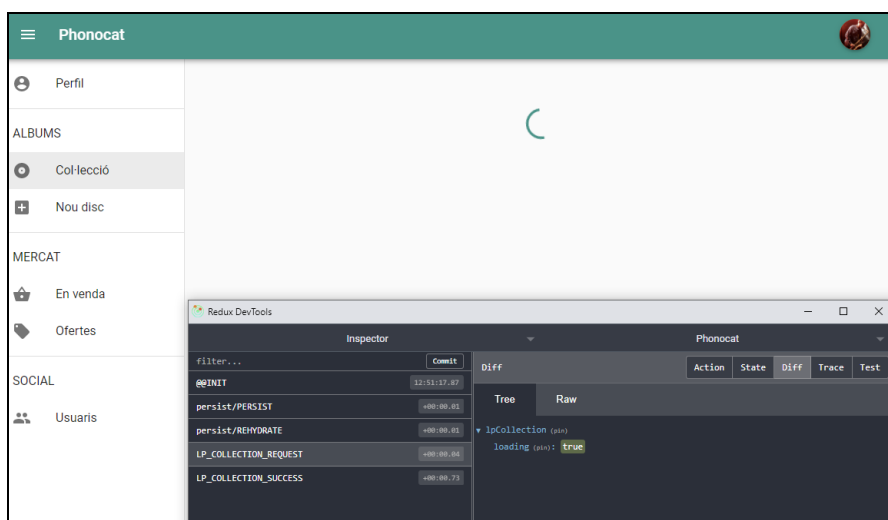 Phonocat
Perfil
ALBUMS
Col·lecció
Nou disc
MERCAT
En venda
Ofertes
SOCIAL
Usuaris
Redux DevTools
Inspector
Phonocat
filter...
Commit
@@INIT
12:51:17.87
persist/PERSIST
+00:00.01
persist/REHYDRATE
+00:00.01
LP_COLLECTION_REQUEST
+00:00.04
LP_COLLECTION_SUCCESS
+00:00.73
Diff
Action State Diff Trace Test
Tree Raw
lpCollection (pin)
loading (pin): true